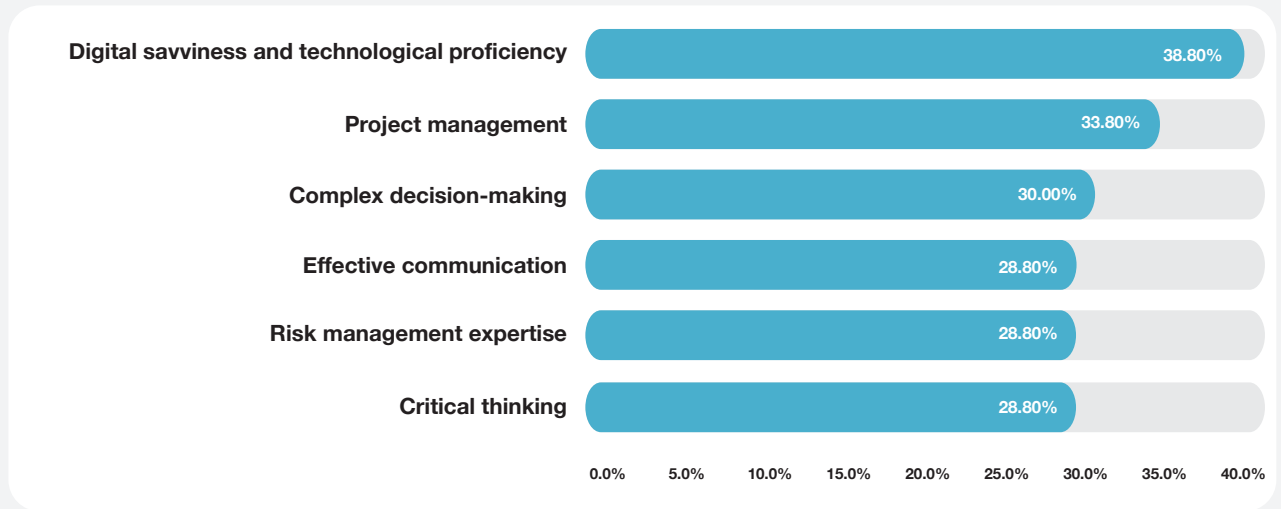 Digital savviness and technological proficiency 38.80%
Project management 33.80%
Complex decision-making 30.00%
Effective communication 28.80%
Risk management expertise 28.80%
Critical thinking 28.80%
0.0% 5.0% 10.0% 15.0% 20.0% 25.0% 30.0% 35.0% 40.0%